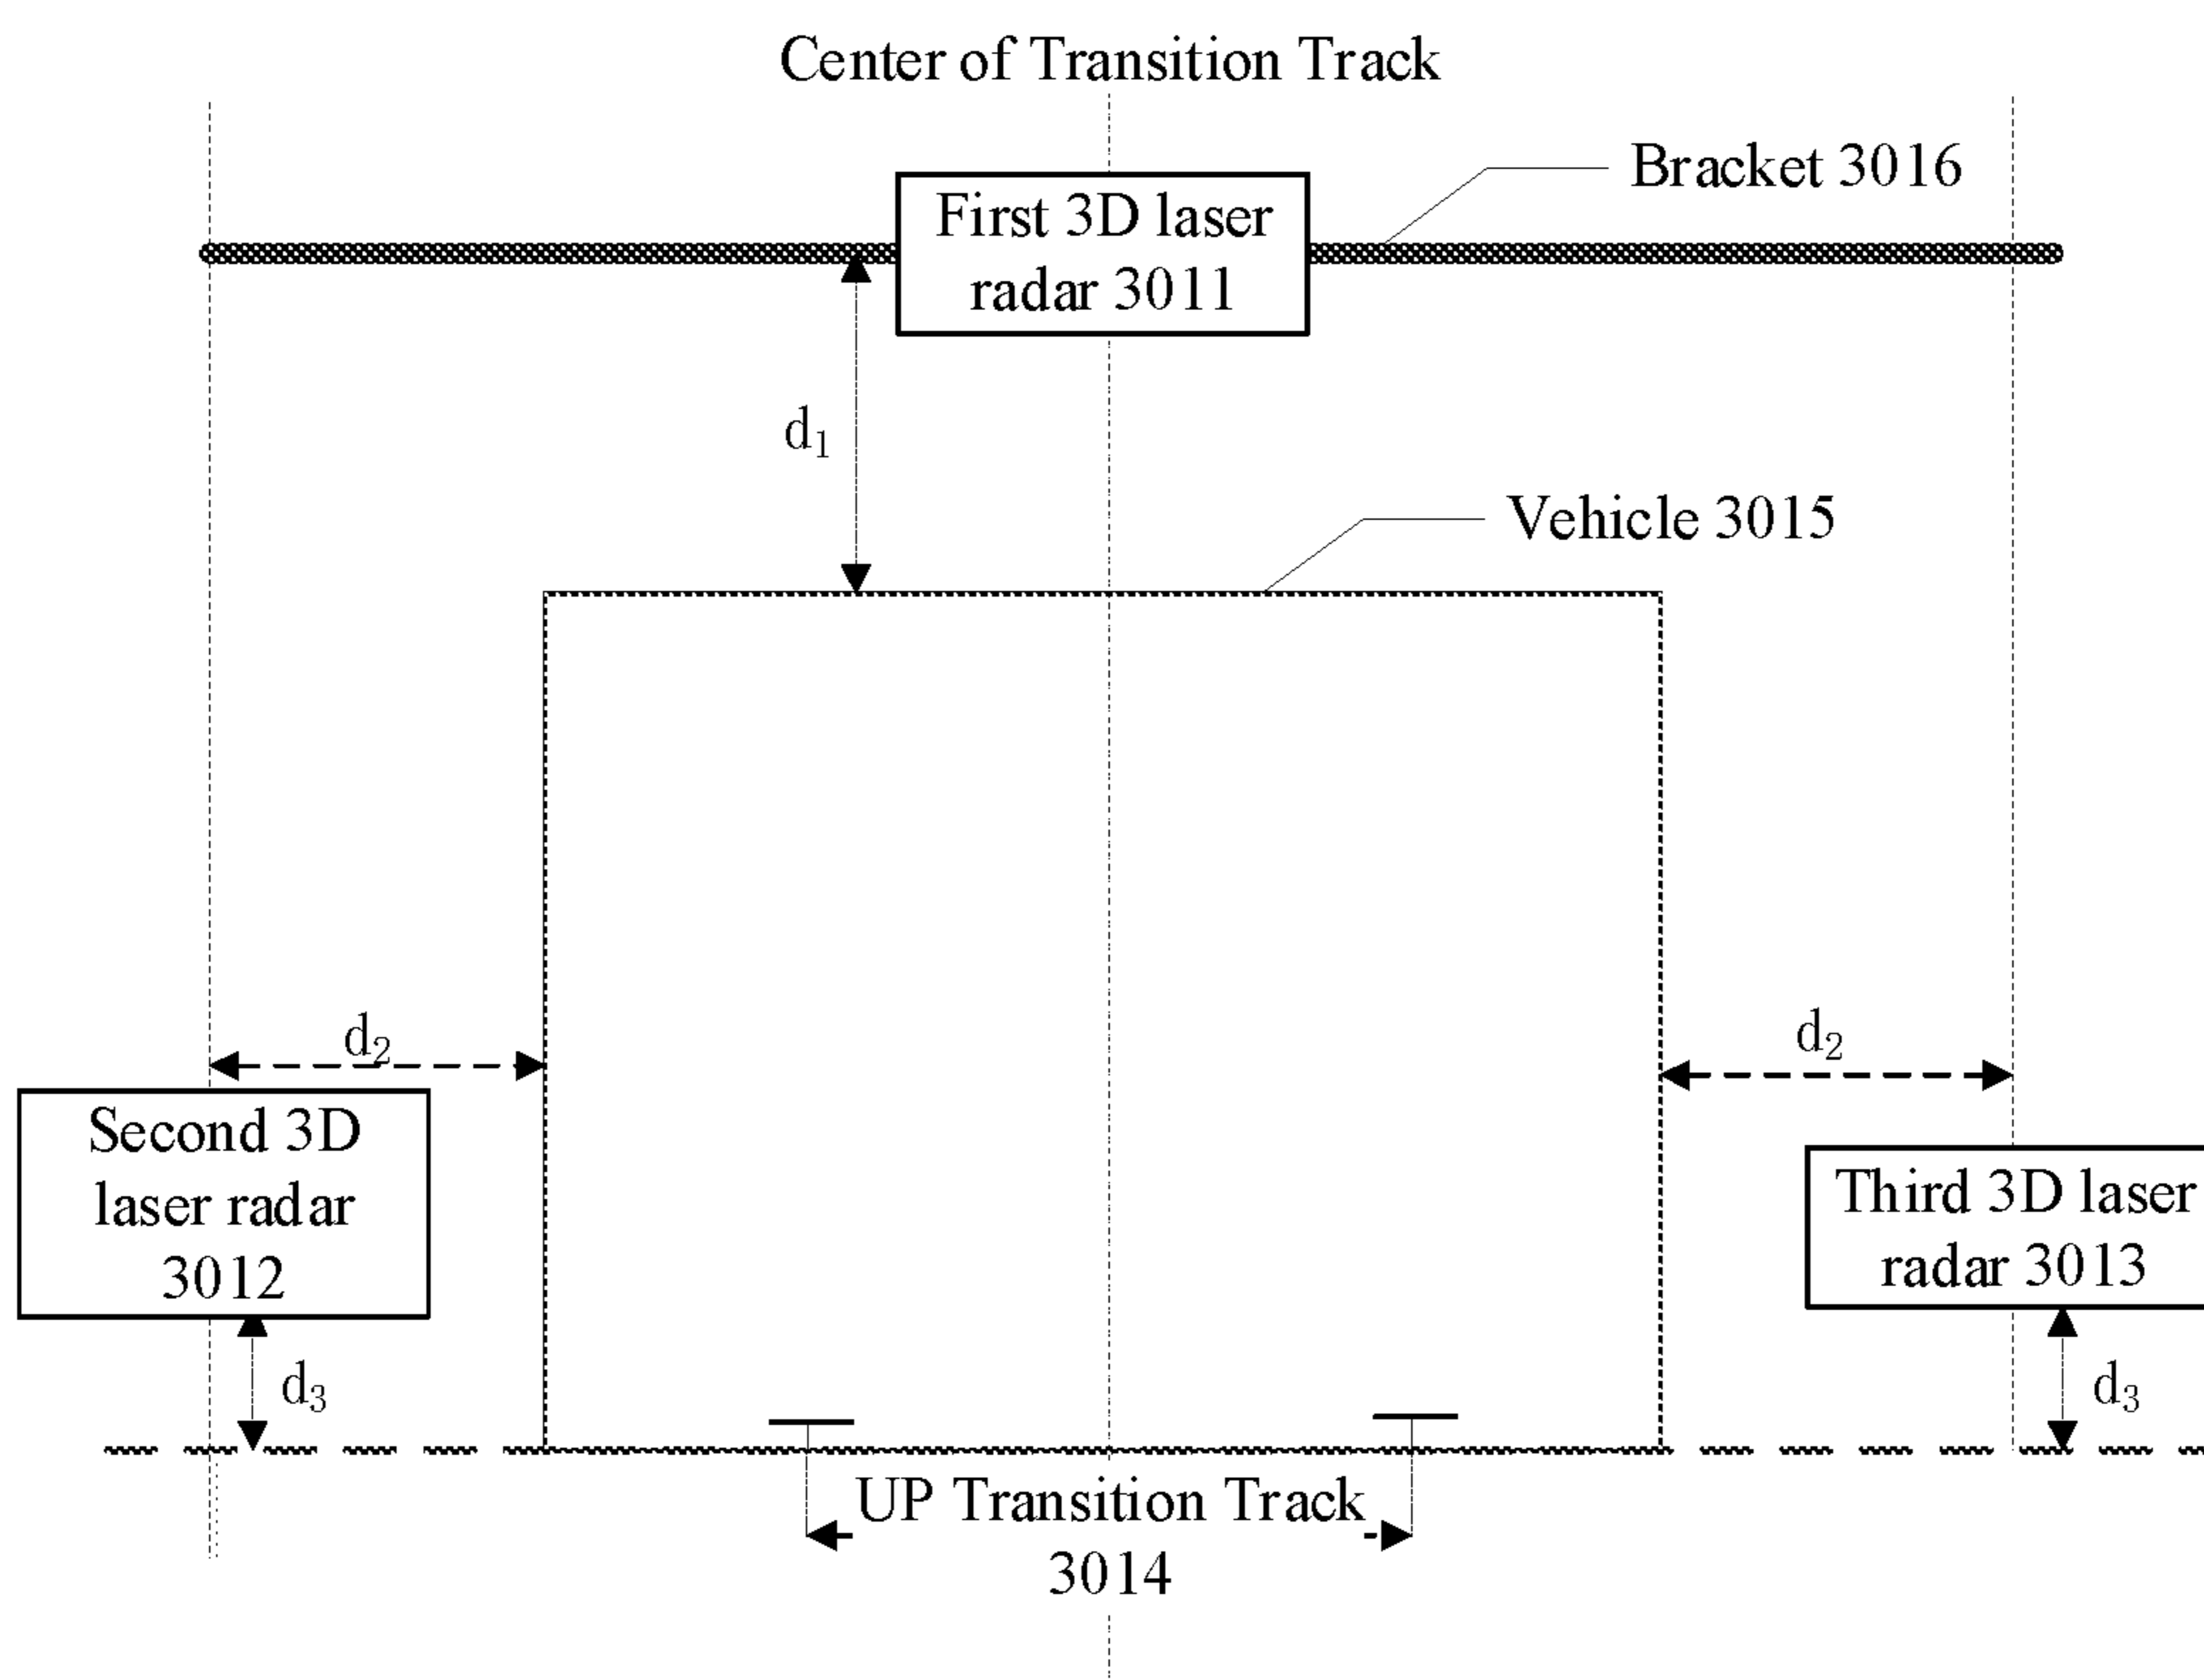 Center of Transition Track
Bracket 3016
First 3D laser
radar 3011
d₁
Vehicle 3015
d₂
d₂
Second 3D
laser radar
3012
Third 3D laser
radar 3013
d₃
d₃
UP Transition Track
3014